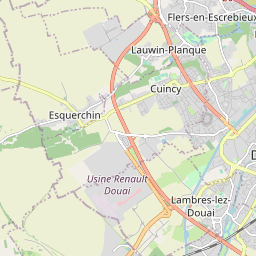 Flers-en-Escrebieux
Lauwin-Planque
Cuincy
Esquerchin
D
Usine Renault
Douai
Lambres-lez-
Douai